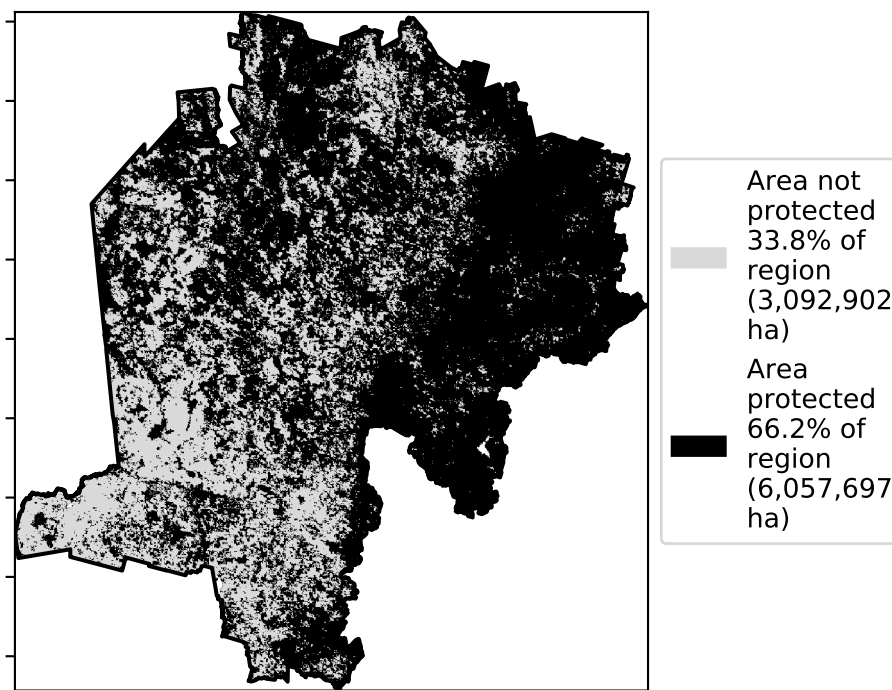 Area not
protected
33.8% of
region
(3,092,902
ha)
Area
protected
66.2% of
region
(6,057,697
ha)